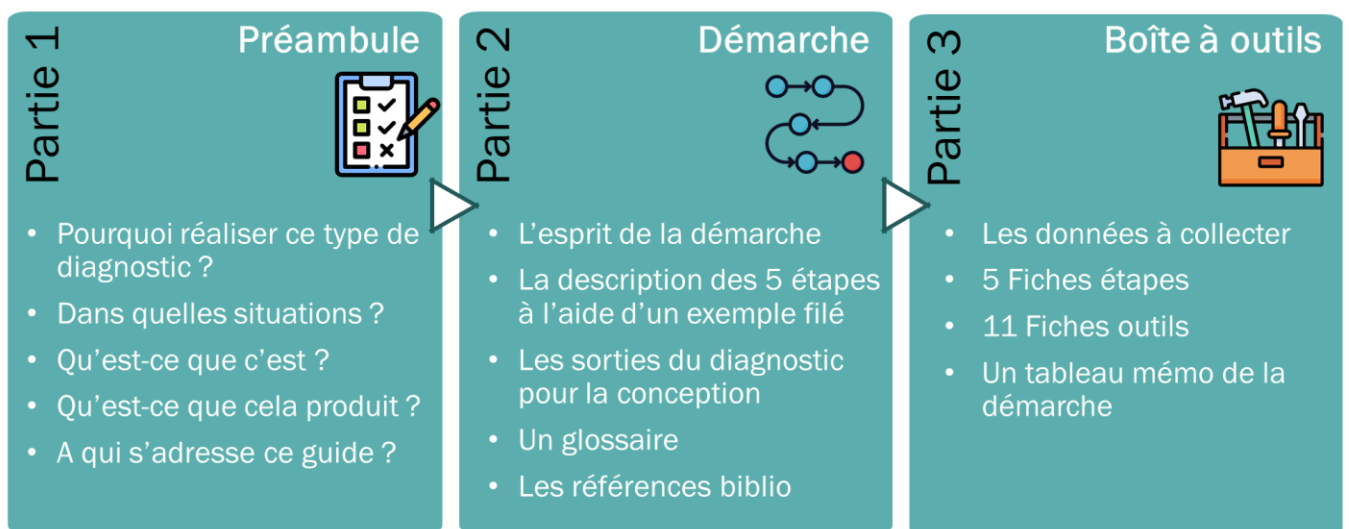 Partie 1
Préambule
• Pourquoi réaliser ce type de
diagnostic ?
• Dans quelles situations ?
• Qu’est-ce que c’est ?
• Qu’est-ce que cela produit ?
• A qui s’adresse ce guide ?
Partie 2
Démarche
• L’esprit de la démarche
• La description des 5 étapes
à l’aide d’un exemple filé
• Les sorties du diagnostic
pour la conception
• Un glossaire
• Les références biblio
Partie 3
Boîte à outils
• Les données à collecter
• 5 Fiches étapes
• 11 Fiches outils
• Un tableau mémo de la
démarche